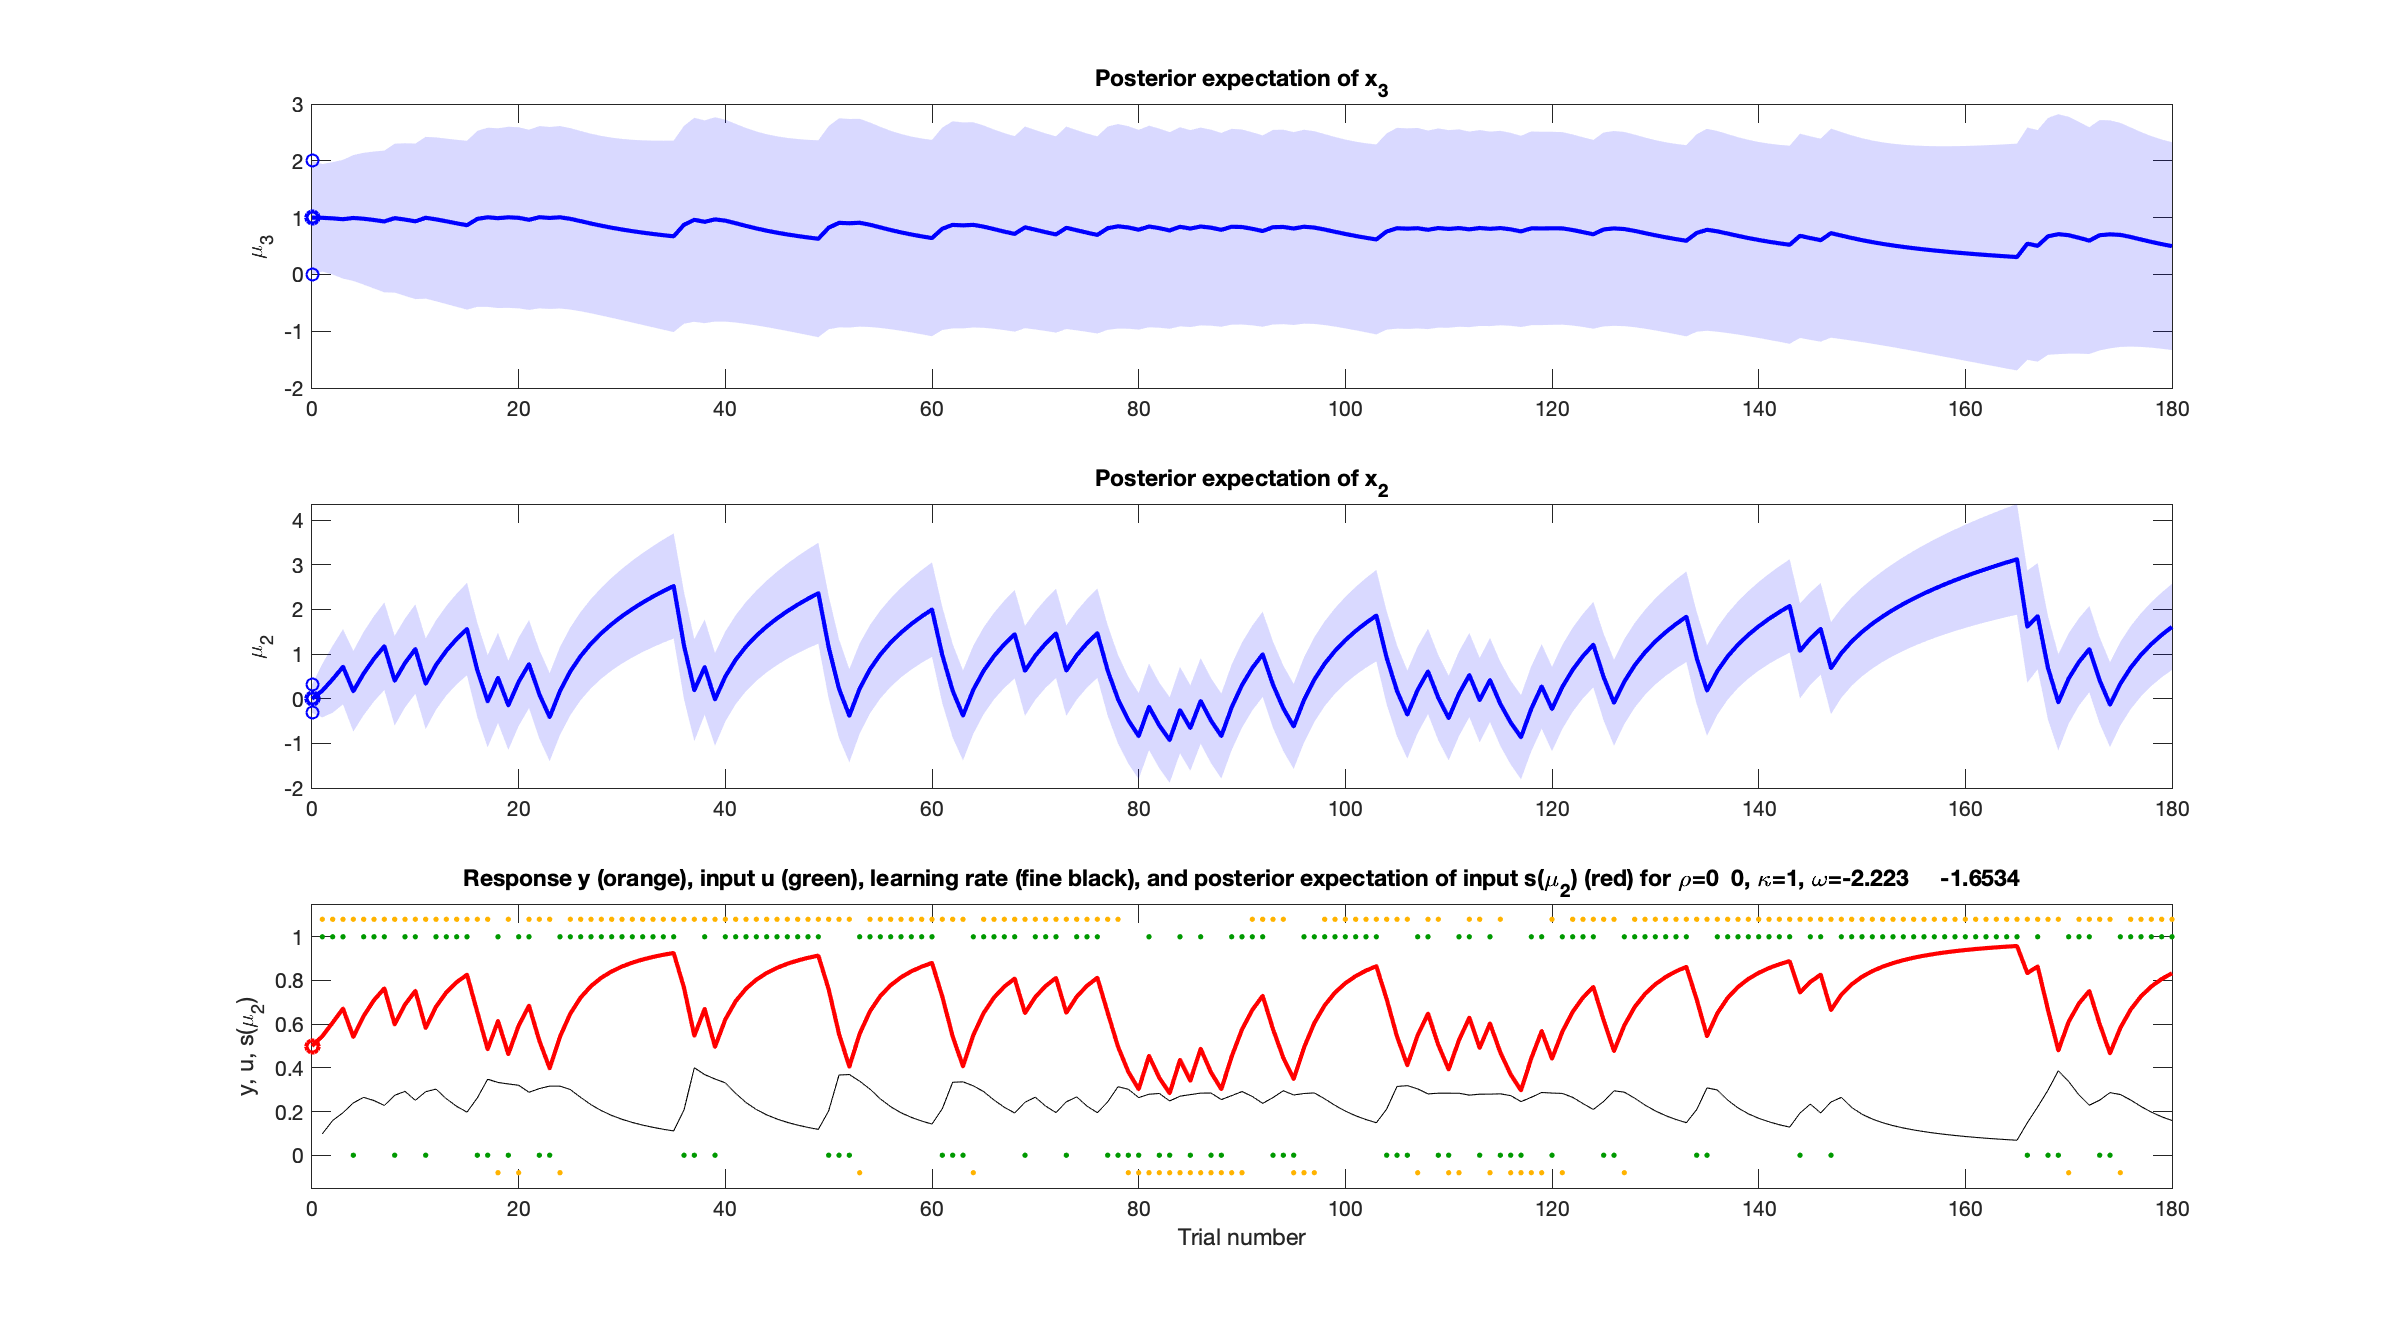 Posterior expectation of x₃
3
2
1
0
-1
-2
μ₃
0 20 40 60 80 100 120 140 160 180
Posterior expectation of x₂
4
3
2
1
0
-1
-2
μ₂
0 20 40 60 80 100 120 140 160 180
Response y (orange), input u (green), learning rate (fine black), and posterior expectation of input s(μ₂) (red) for ρ=0 0, κ=1, ω=-2.223 -1.6534
1
0.8
0.6
0.4
0.2
0
y, u, s(μ₂)
0 20 40 60 80 100 120 140 160 180
Trial number